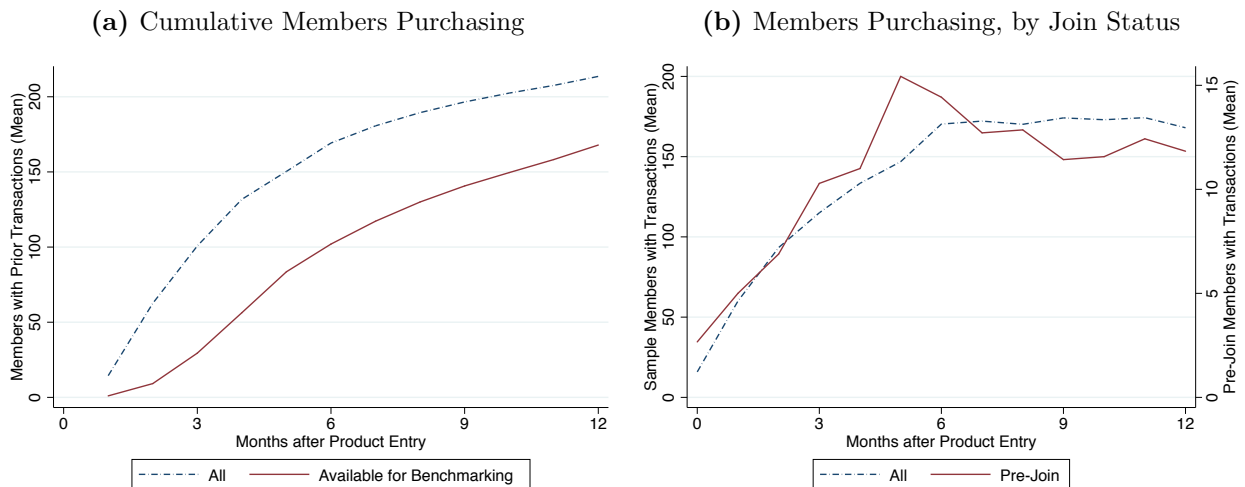 (a) Cumulative Members Purchasing
Members with Prior Transactions (Mean)
200
150
100
50
0
0 3 6 9 12
Months after Product Entry
All Available for Benchmarking
(b) Members Purchasing, by Join Status
Sample Members with Transactions (Mean)
200
150
100
50
0
Pre-Join Members with Transactions (Mean)
15
10
5
0
0 3 6 9 12
Months after Product Entry
All Pre-Join